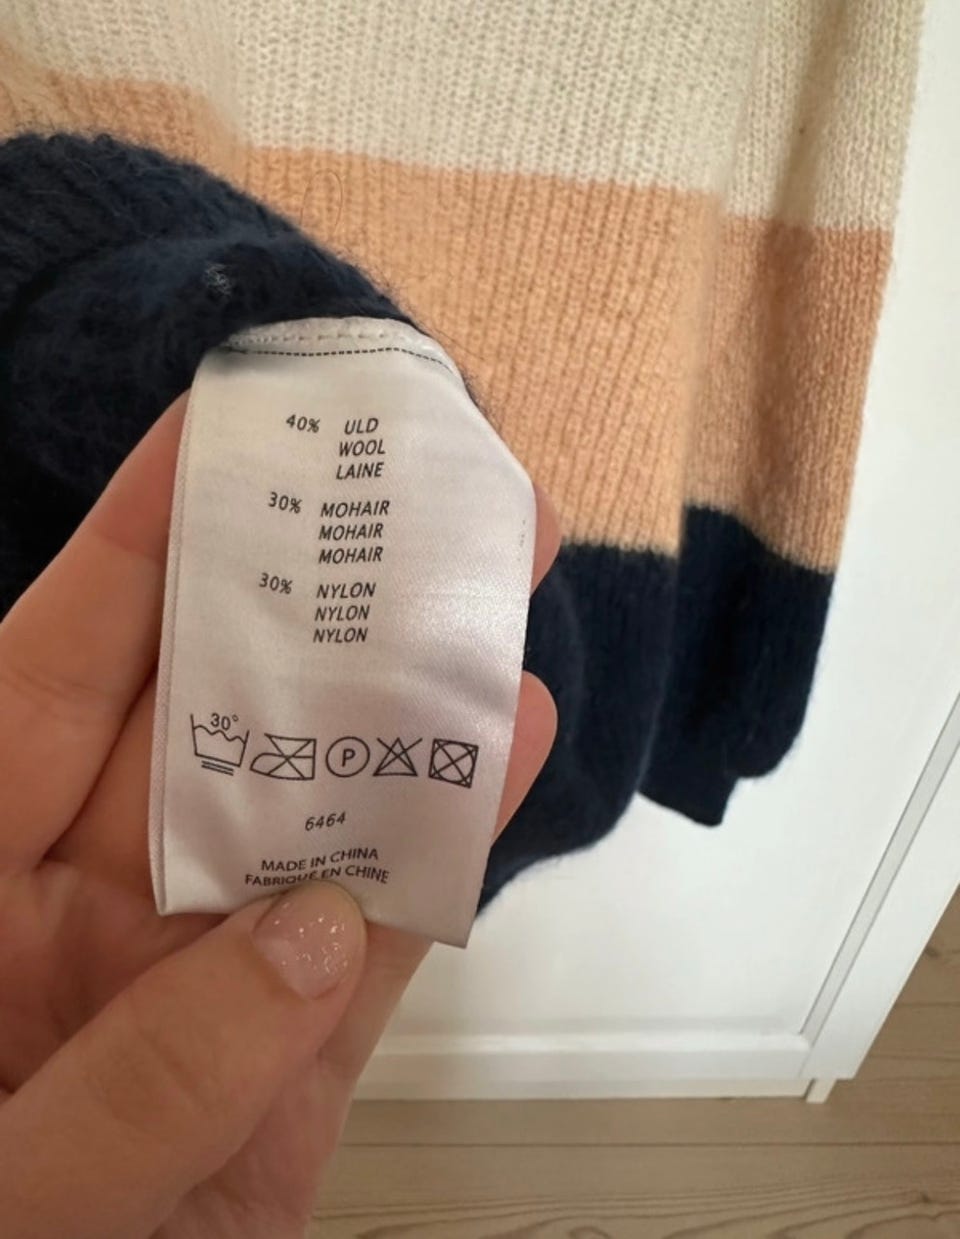 40% ULD
WOOL
LAINE
30% MOHAIR
MOHAIR
MOHAIR
30% NYLON
NYLON
NYLON
30°
P
6464
MADE IN CHINA
FABRIQUÉ EN CHINE